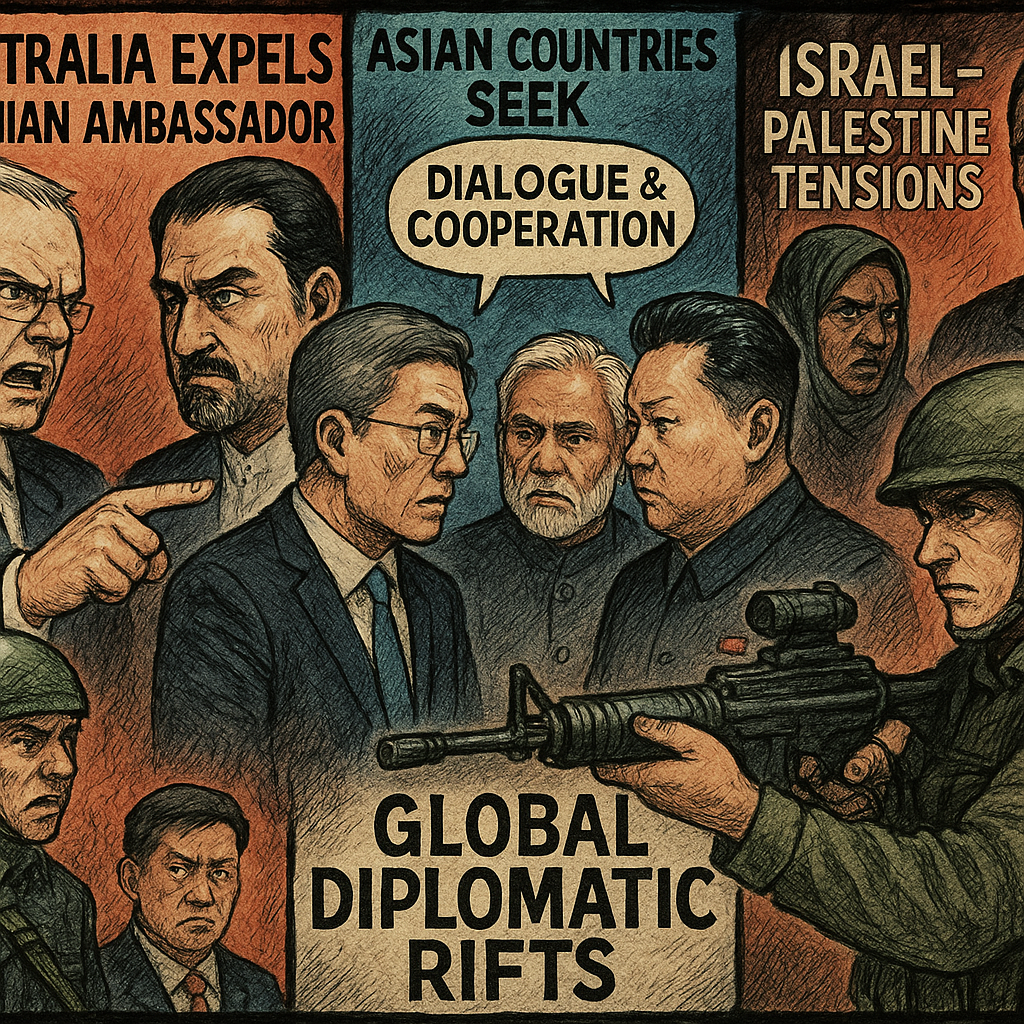 TRALIA EXPELS
IAN AMBASSADOR
ASIAN COUNTRIES
SEEK
DIALOGUE &
COOPERATION
ISRAEL–
PALESTINE
TENSIONS
GLOBAL
DIPLOMATIC
RIFTS